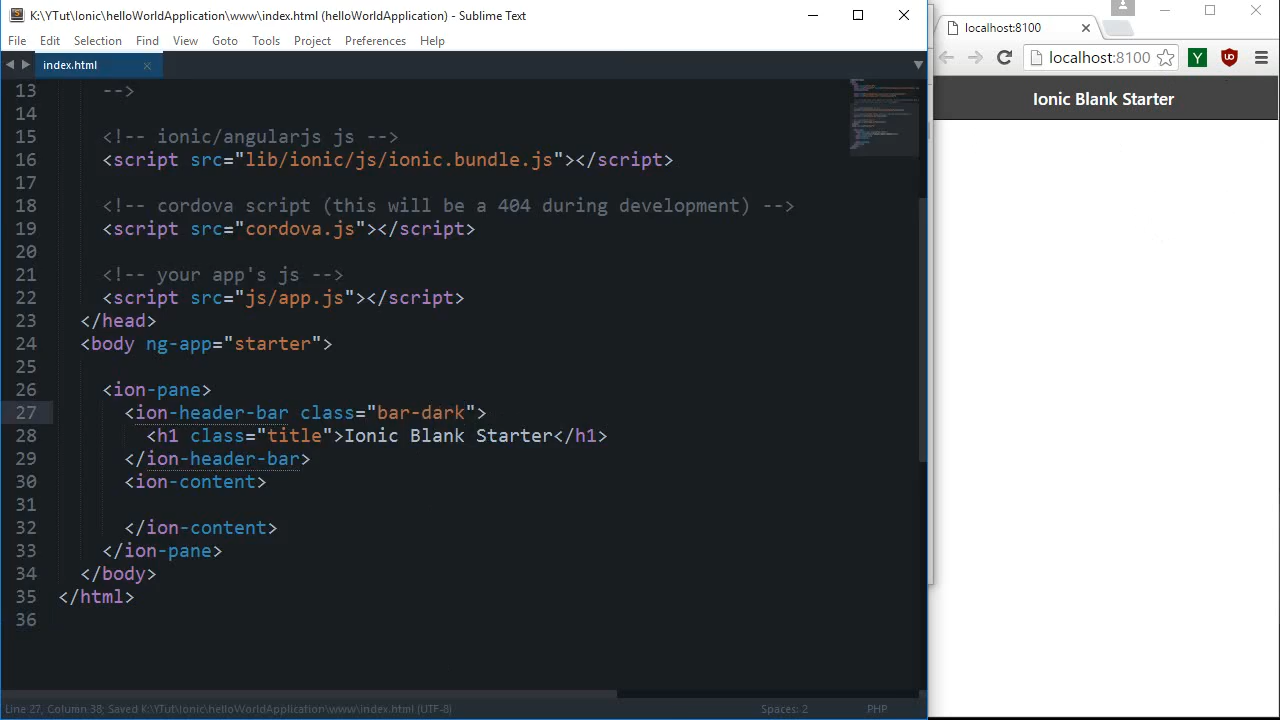 K:\YTut\Ionic\helloWorldApplication\www\index.html (helloWorldApplication) - Sublime Text
File Edit Selection Find View Goto Tools Project Preferences Help
index.html
13 -->
14
15 <!-- ionic/angularjs js -->
16 <script src="lib/ionic/js/ionic.bundle.js"></script>
17
18 <!-- cordova script (this will be a 404 during development) -->
19 <script src="cordova.js"></script>
20
21 <!-- your app's js -->
22 <script src="js/app.js"></script>
23 </head>
24 <body ng-app="starter">
25
26 <ion-pane>
27 <ion-header-bar class="bar-dark">
28 <h1 class="title">Ionic Blank Starter</h1>
29 </ion-header-bar>
30 <ion-content>
31
32 </ion-content>
33 </ion-pane>
34 </body>
35 </html>
36
Line 27, Column 38; Saved K:\YTut\Ionic\helloWorldApplication\www\index.html (UTF-8)
Spaces: 2
PHP
localhost:8100
localhost:8100
Y
Ionic Blank Starter